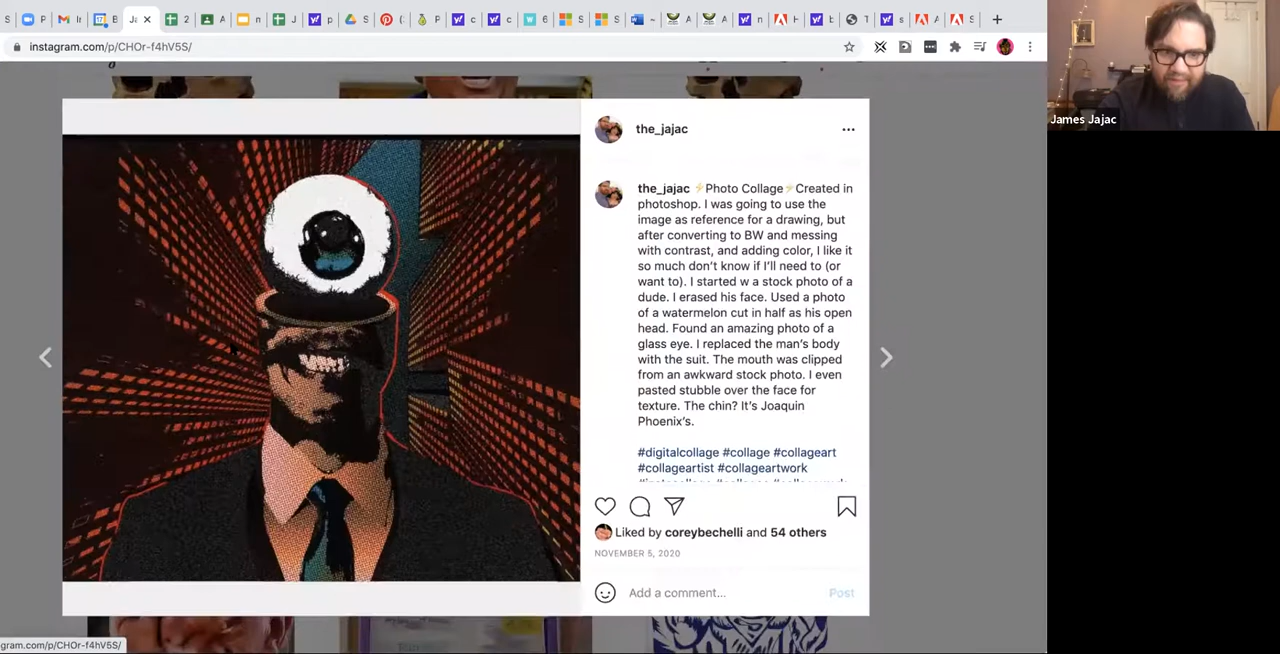 instagram.com/p/CHOr-f4hV5S/
James Jajac
the_jajac
the_jajac ⚡Photo Collage⚡Created in
photoshop. I was going to use the
image as reference for a drawing, but
after converting to BW and messing
with contrast, and adding color, I like it
so much don't know if I'll need to (or
want to). I started w a stock photo of a
dude. I erased his face. Used a photo
of a watermelon cut in half as his open
head. Found an amazing photo of a
glass eye. I replaced the man's body
with the suit. The mouth was clipped
from an awkward stock photo. I even
pasted stubble over the face for
texture. The chin? It's Joaquin
Phoenix's.
#digitalcollage #collage #collageart
#collageartist #collageartwork
Liked by coreybechelli and 54 others
NOVEMBER 5, 2020
Add a comment... Post
gram.com/p/CHOr-f4hV5S/